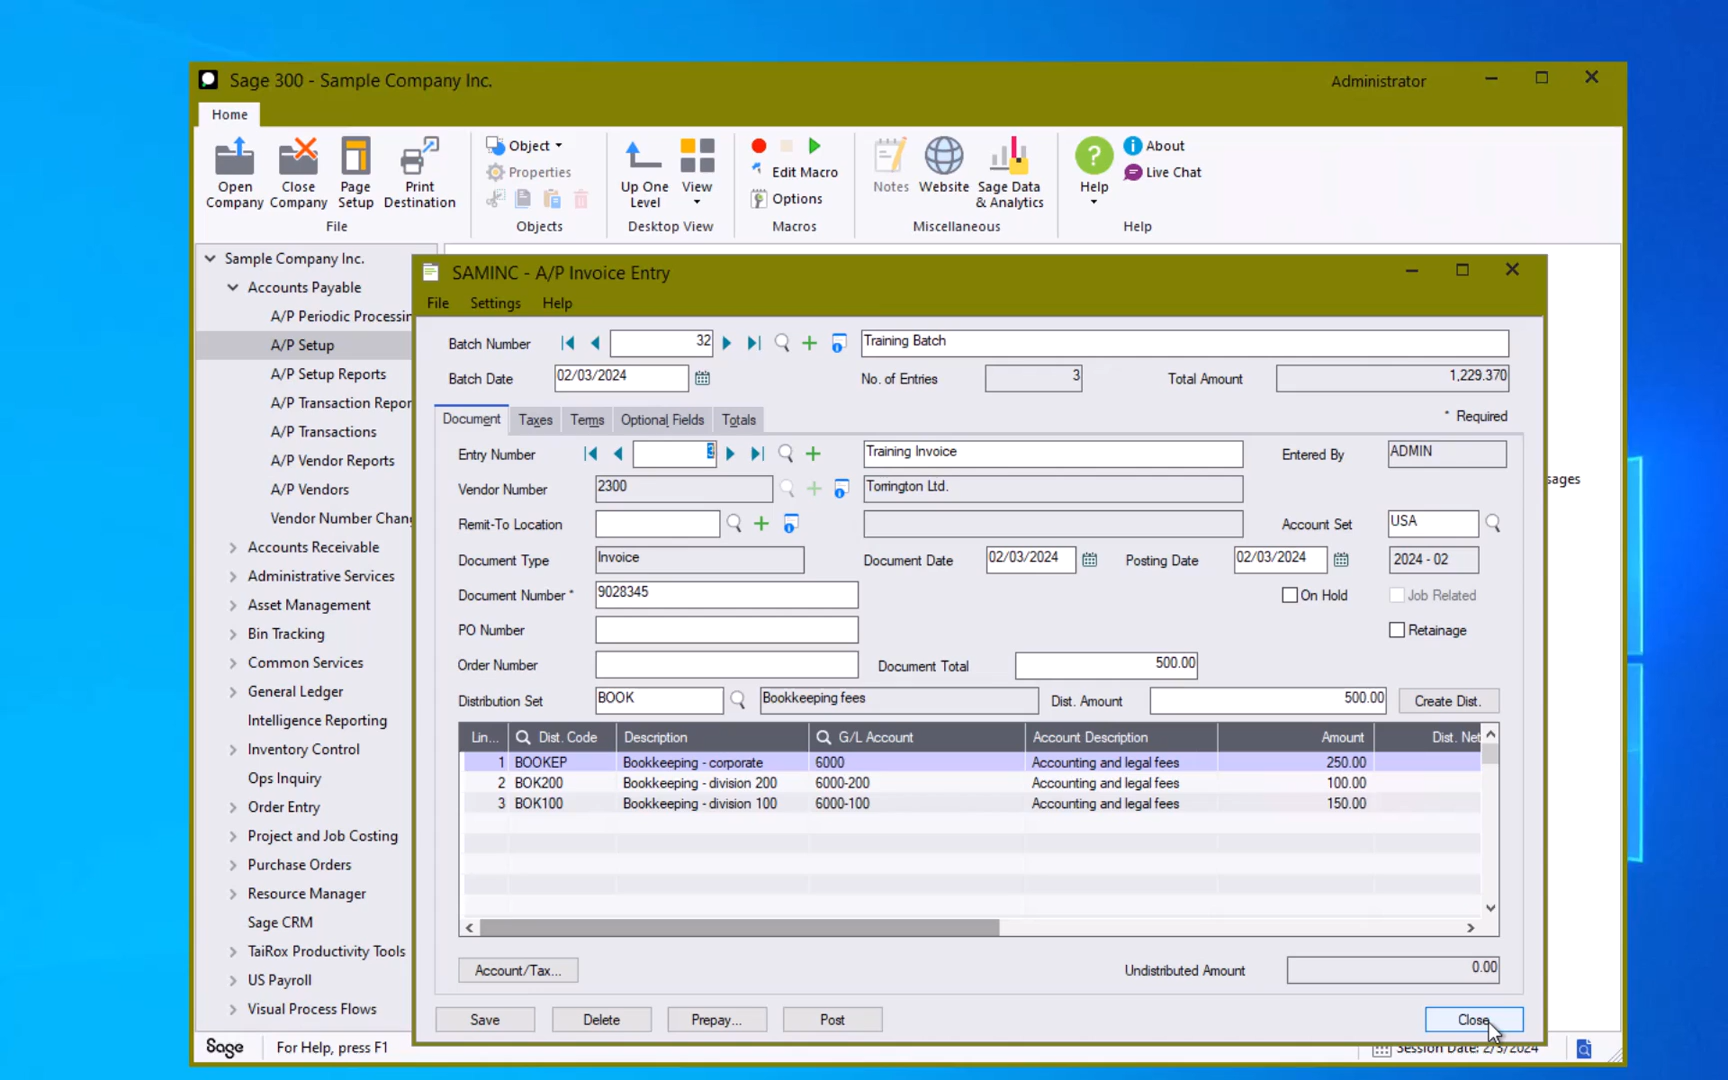 Sage 300 - Sample Company Inc.
Administrator
Home
Open Company
Close Company
Page Setup
Print Destination
File
Object
Properties
Objects
Up One Level
View
Desktop View
Edit Macro
Options
Macros
Notes
Website
Sage Data & Analytics
Miscellaneous
Help
About
Live Chat
Help
Sample Company Inc.
Accounts Payable
A/P Periodic Processin
A/P Setup
A/P Setup Reports
A/P Transaction Repor
A/P Transactions
A/P Vendor Reports
A/P Vendors
Vendor Number Chan
Accounts Receivable
Administrative Services
Asset Management
Bin Tracking
Common Services
General Ledger
Intelligence Reporting
Inventory Control
Ops Inquiry
Order Entry
Project and Job Costing
Purchase Orders
Resource Manager
Sage CRM
TaiRox Productivity Tools
US Payroll
Visual Process Flows
SAMINC - A/P Invoice Entry
File Settings Help
Batch Number 32 Training Batch
Batch Date 02/03/2024 No. of Entries 3 Total Amount 1,229.370
Document Taxes Terms Optional Fields Totals * Required
Entry Number 3 Training Invoice Entered By ADMIN
Vendor Number 2300 Torrington Ltd.
Remit-To Location Account Set USA
Document Type Invoice Document Date 02/03/2024 Posting Date 02/03/2024 2024 - 02
Document Number * 9028345 On Hold Job Related
PO Number Retainage
Order Number Document Total 500.00
Distribution Set BOOK Bookkeeping fees Dist. Amount 500.00 Create Dist.
Lin... Dist. Code Description G/L Account Account Description Amount Dist. Net
1 BOOKEP Bookkeeping - corporate 6000 Accounting and legal fees 250.00
2 BOK200 Bookkeeping - division 200 6000-200 Accounting and legal fees 100.00
3 BOK100 Bookkeeping - division 100 6000-100 Accounting and legal fees 150.00
Account/Tax... Undistributed Amount 0.00
Save Delete Prepay... Post Close
sages
Sage For Help, press F1 Session Date: 2/3/2024